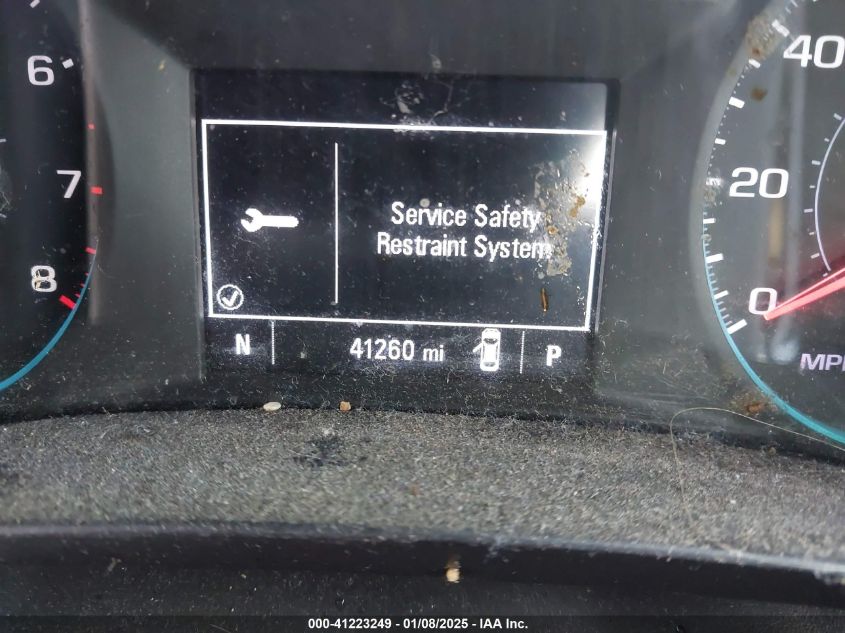 6
7
8
Service Safety
Restraint System
N
41260 mi
P
40
20
0
000-41223249 - 01/08/2025 - IAA Inc.